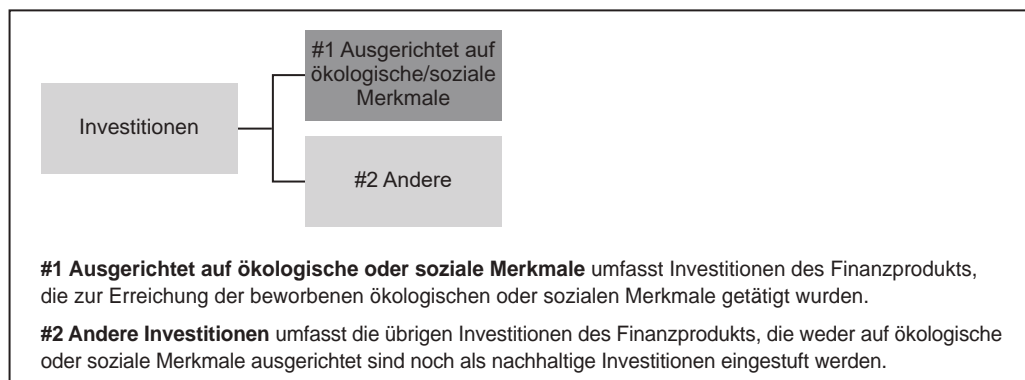 #1 Ausgerichtet auf
ökologische/soziale
Merkmale
Investitionen
#2 Andere
#1 Ausgerichtet auf ökologische oder soziale Merkmale umfasst Investitionen des Finanzprodukts,
die zur Erreichung der beworbenen ökologischen oder sozialen Merkmale getätigt wurden.
#2 Andere Investitionen umfasst die übrigen Investitionen des Finanzprodukts, die weder auf ökologische
oder soziale Merkmale ausgerichtet sind noch als nachhaltige Investitionen eingestuft werden.